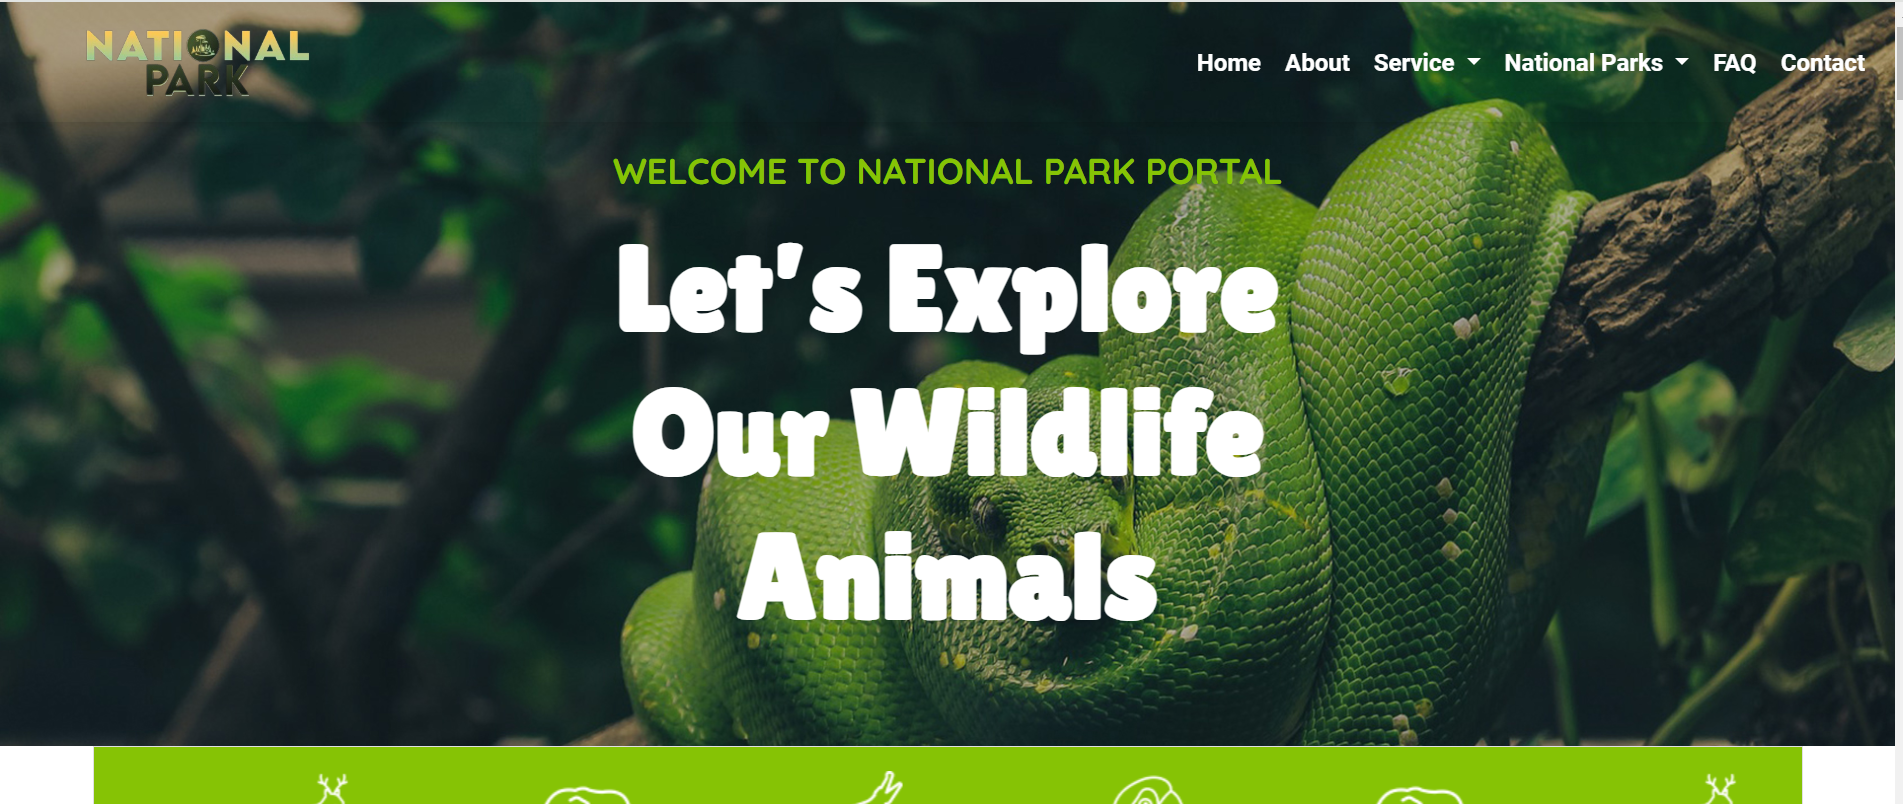 NATIONAL
PARK
Home About Service National Parks FAQ Contact
WELCOME TO NATIONAL PARK PORTAL
Let's Explore
Our Wildlife
Animals